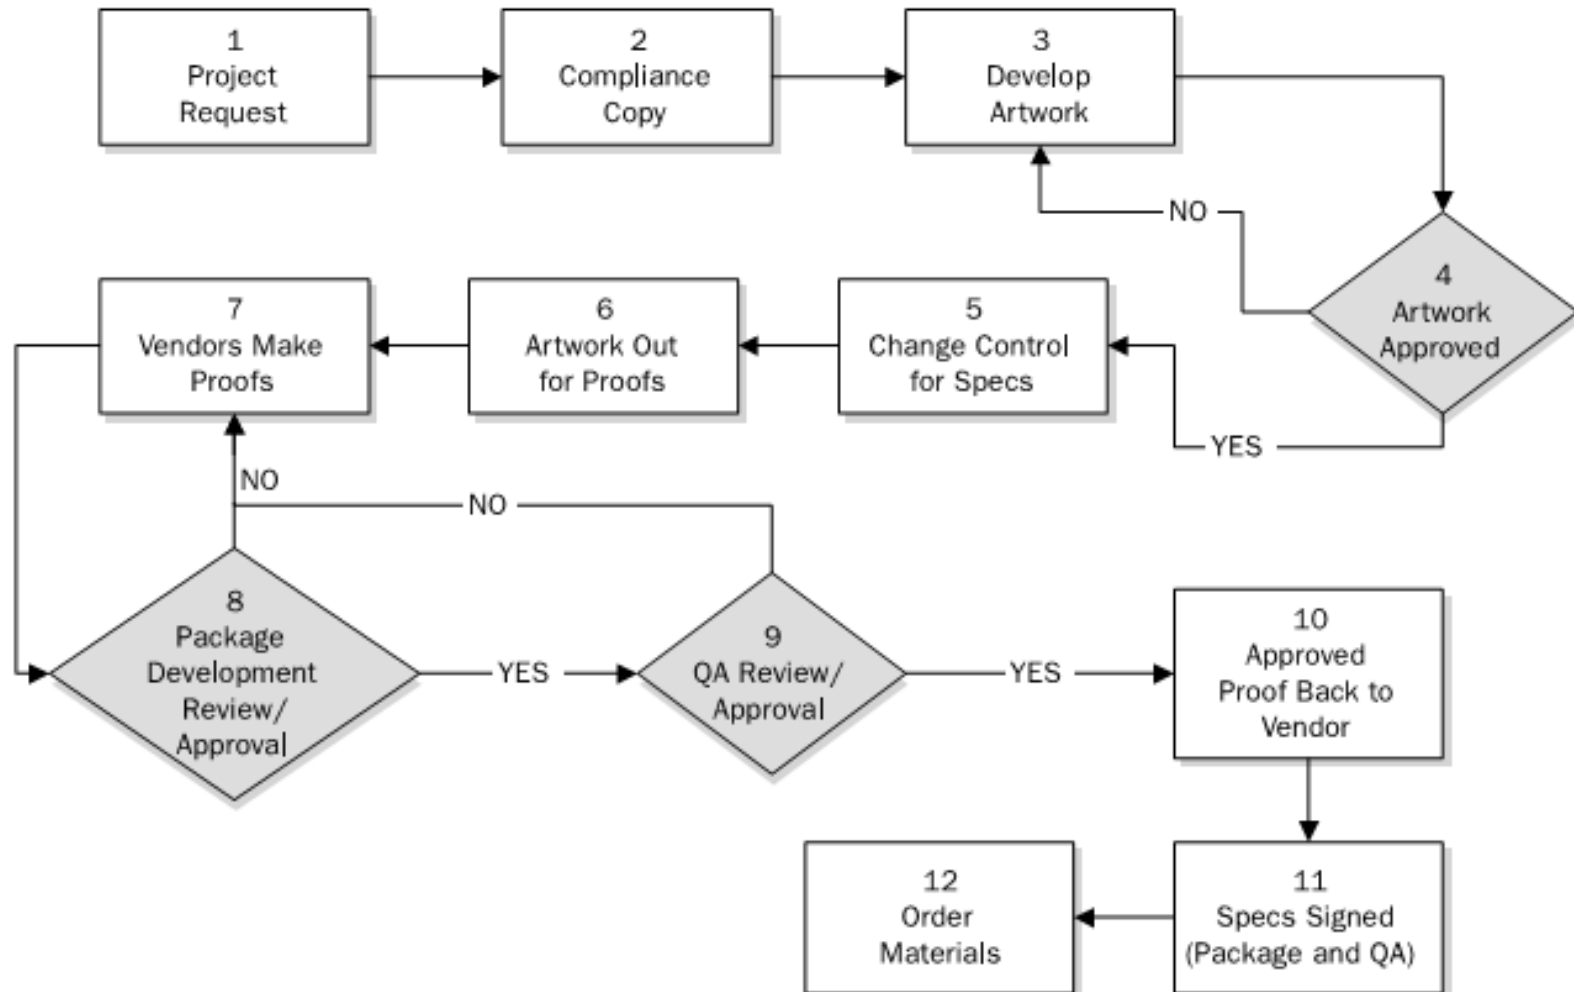 1
Project
Request
2
Compliance
Copy
3
Develop
Artwork
NO
4
Artwork
Approved
7
Vendors Make
Proofs
6
Artwork Out
for Proofs
5
Change Control
for Specs
YES
NO
NO
8
Package
Development
Review/
Approval
YES
9
QA Review/
Approval
YES
10
Approved
Proof Back to
Vendor
12
Order
Materials
11
Specs Signed
(Package and QA)